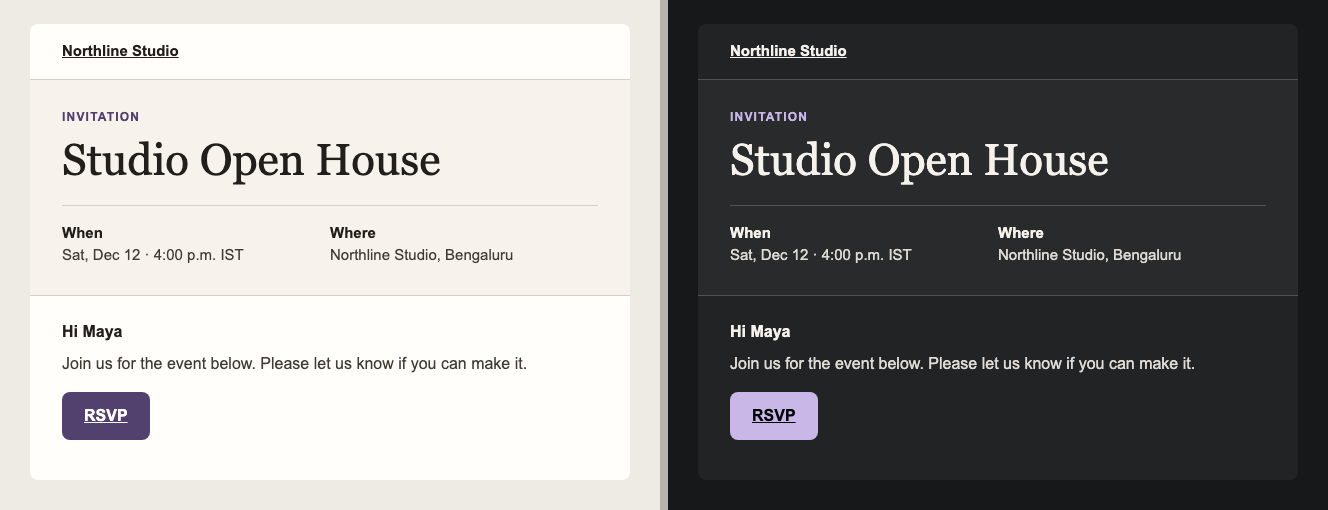 Northline Studio
INVITATION
Studio Open House
When
Sat, Dec 12 · 4:00 p.m. IST
Where
Northline Studio, Bengaluru
Hi Maya
Join us for the event below. Please let us know if you can make it.
RSVP
Northline Studio
INVITATION
Studio Open House
When
Sat, Dec 12 · 4:00 p.m. IST
Where
Northline Studio, Bengaluru
Hi Maya
Join us for the event below. Please let us know if you can make it.
RSVP